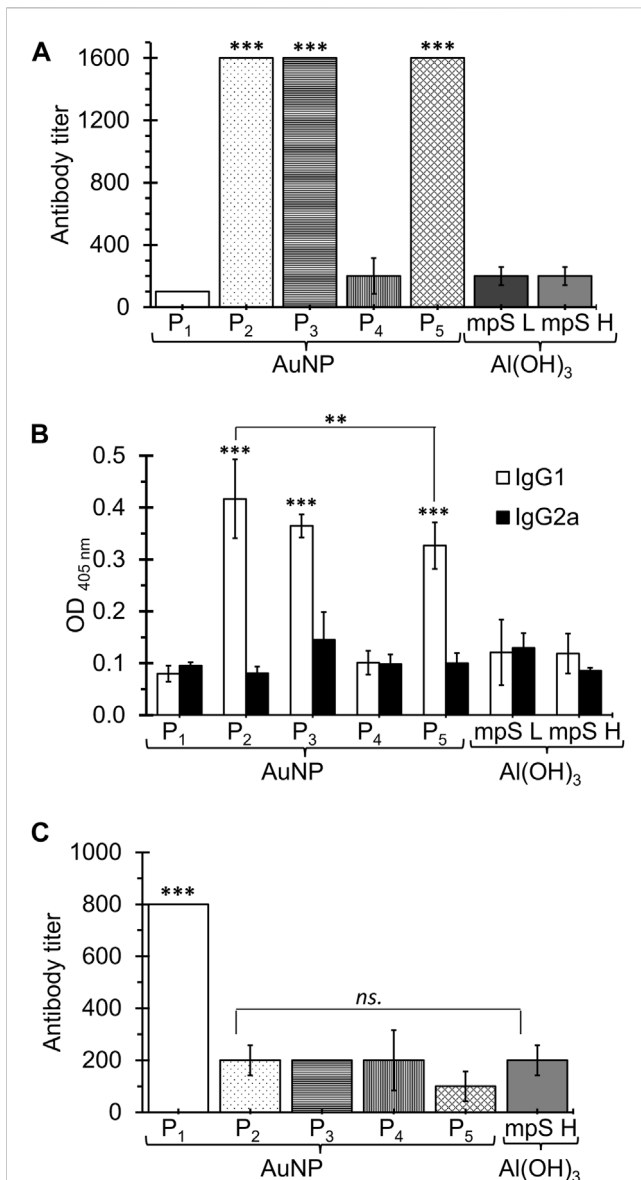 A
***
***
***
1600
1200
800
400
0
Antibody titer
P1 P2 P3 P4 P5 mpS L mpS H
AuNP Al(OH)3
B
**
***
***
***
0.5
0.4
0.3
0.2
0.1
0.0
OD 405 nm
IgG1
IgG2a
P1 P2 P3 P4 P5 mpS L mpS H
AuNP Al(OH)3
C
***
ns.
1000
800
600
400
200
0
Antibody titer
P1 P2 P3 P4 P5 mpS H
AuNP Al(OH)3